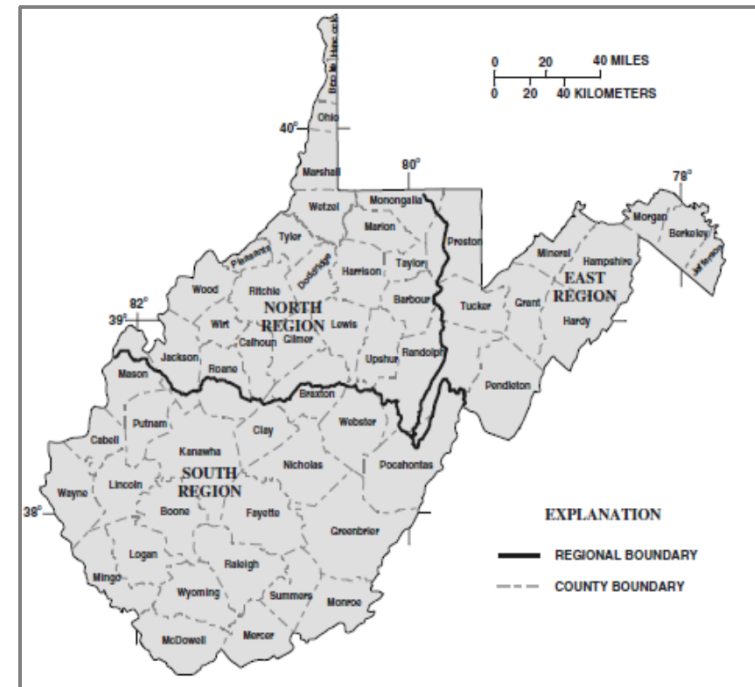 Brooke Hancock
0 20 40 MILES
0 20 40 KILOMETERS
Ohio
40°
Marshall
80°
78°
Wetzel
Monongalia
Morgan
Marion
Berkeley
Tyler
Preston
Jefferson
Pleasants
Doddridge
Mineral
Hampshire
Harrison
Taylor
Wood
Ritchie
EAST
REGION
82°
NORTH
REGION
Barbour
Tucker
Grant
39°
Wirt
Lewis
Hardy
Calhoun
Gilmer
Jackson
Upshur
Randolph
Mason
Roane
Pendleton
Braxton
Putnam
Webster
Clay
Cabell
Kanawha
Nicholas
Pocahontas
SOUTH
REGION
Lincoln
Wayne
38°
Boone
Fayette
EXPLANATION
Greenbrier
Logan
REGIONAL BOUNDARY
Raleigh
Mingo
COUNTY BOUNDARY
Wyoming
Summers
Monroe
McDowell
Mercer